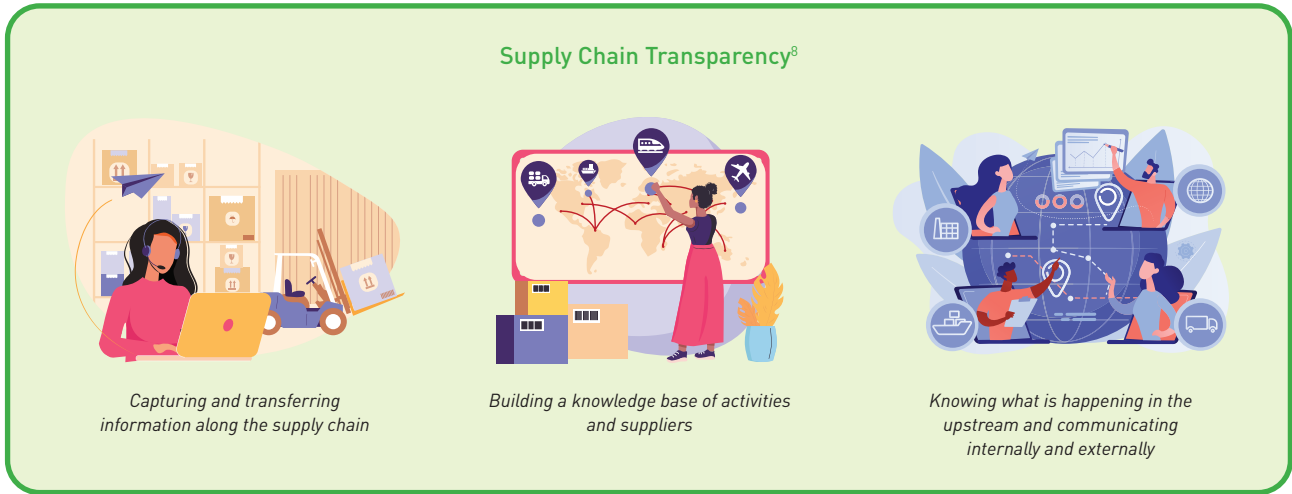 Supply Chain Transparency8
Capturing and transferring
information along the supply chain
Building a knowledge base of activities
and suppliers
Knowing what is happening in the
upstream and communicating
internally and externally